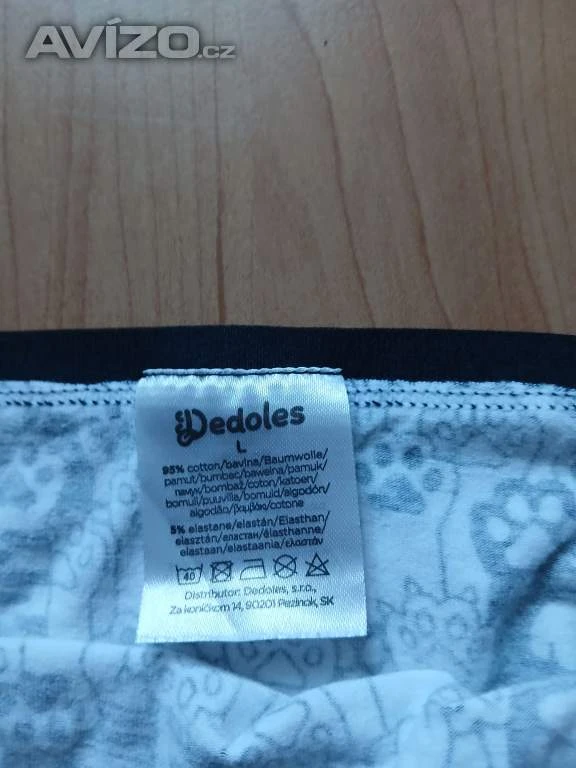 AVÍZO.cz
Dedoles
L
95% cotton/bavlna/Baumwolle/
pamut/bumbac/bawełna/pamuk/
памук/bombaž/coton/katoen/
bomull/puuvilla/bomuld/algodón/
algodão/βαμβάκι/cotone
5% elastane/elastán/Elasthan/
elasztán/еластан/élasthanne/
elastaan/elastaania/ελαστάν
40
Distributor: Dedoles, s.r.o.,
Za koníčkom 14, 90201 Pezinok, SK